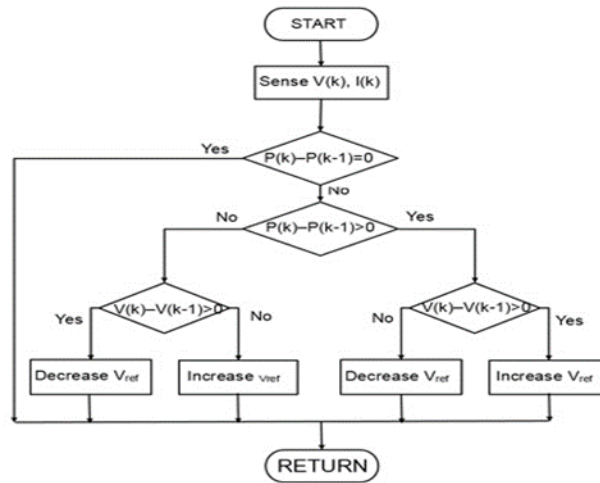 START
Sense V(k), I(k)
Yes
P(k)–P(k-1)=0
No
No
P(k)–P(k-1)>0
Yes
Yes
V(k)–V(k-1)>0
No
No
V(k)–V(k-1)>0
Yes
Decrease Vref
Increase Vref
Decrease Vref
Increase Vref
RETURN